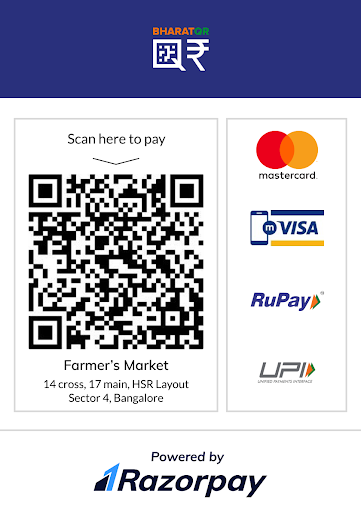 BHARATQR
Scan here to pay
Farmer's Market
14 cross, 17 main, HSR Layout
Sector 4, Bangalore
mastercard.
m VISA
RuPay
UPI
UNIFIED PAYMENTS INTERFACE
Powered by
Razorpay